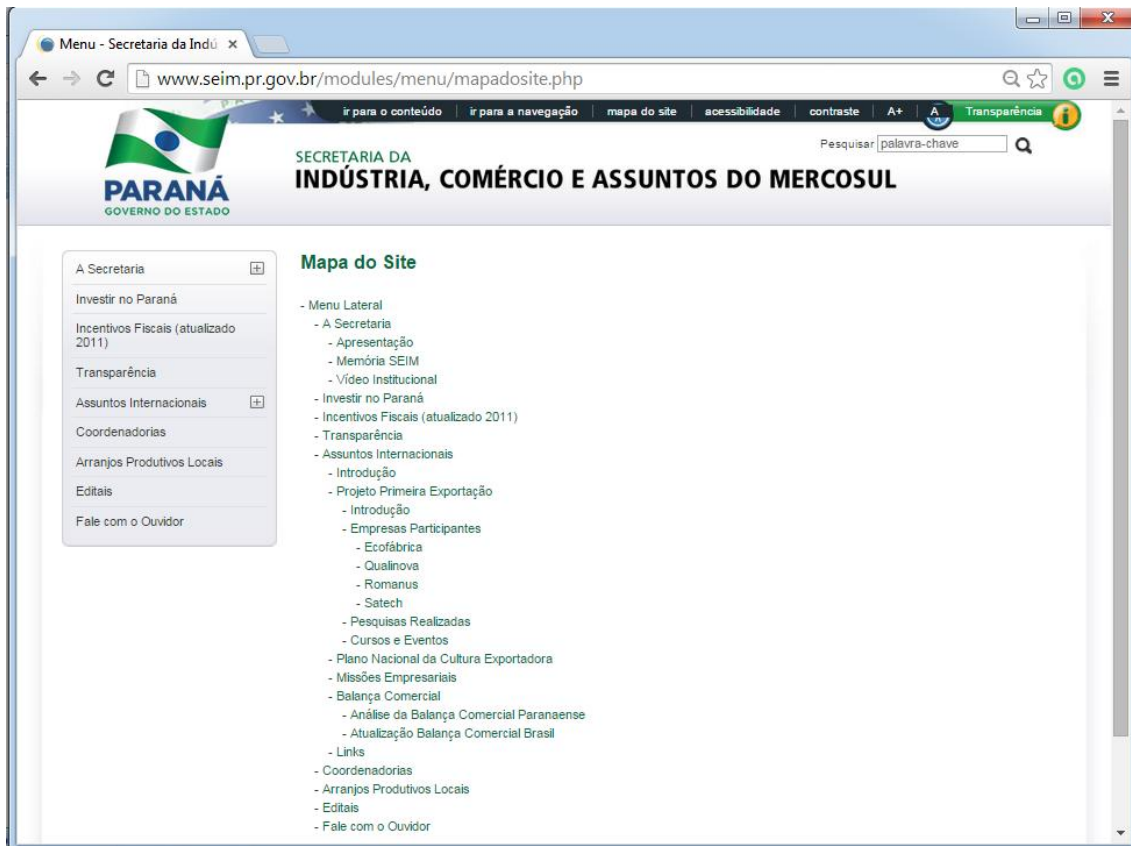 Menu - Secretaria da Indú
www.seim.pr.gov.br/modules/menu/mapadosite.php
ir para o conteúdo | ir para a navegação | mapa do site | acessibilidade | contraste | A+ | A | Transparência i
Pesquisar palavra-chave
PARANÁ
GOVERNO DO ESTADO
SECRETARIA DA
INDÚSTRIA, COMÉRCIO E ASSUNTOS DO MERCOSUL
A Secretaria
Investir no Paraná
Incentivos Fiscais (atualizado
2011)
Transparência
Assuntos Internacionais
Coordenadorias
Arranjos Produtivos Locais
Editais
Fale com o Ouvidor
Mapa do Site
- Menu Lateral
- A Secretaria
- Apresentação
- Memória SEIM
- Vídeo Institucional
- Investir no Paraná
- Incentivos Fiscais (atualizado 2011)
- Transparência
- Assuntos Internacionais
- Introdução
- Projeto Primeira Exportação
- Introdução
- Empresas Participantes
- Ecofábrica
- Qualinova
- Romanus
- Satech
- Pesquisas Realizadas
- Cursos e Eventos
- Plano Nacional da Cultura Exportadora
- Missões Empresariais
- Balança Comercial
- Análise da Balança Comercial Paranaense
- Atualização Balança Comercial Brasil
- Links
- Coordenadorias
- Arranjos Produtivos Locais
- Editais
- Fale com o Ouvidor